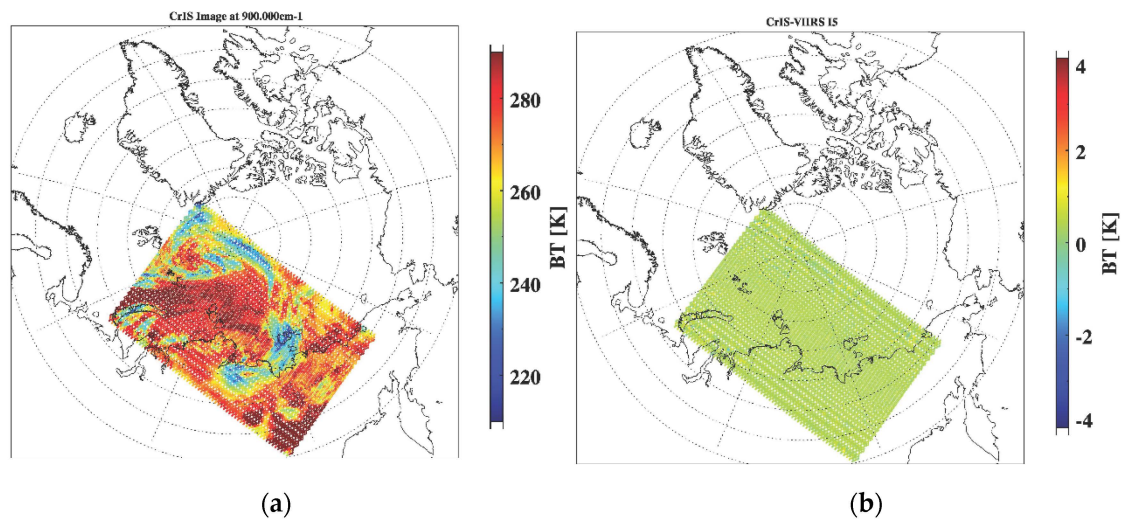 CrIS Image at 900.000cm-1
280
260
240
220
BT [K]
(a)
CrIS-VIIRS I5
4
2
0
-2
-4
BT [K]
(b)